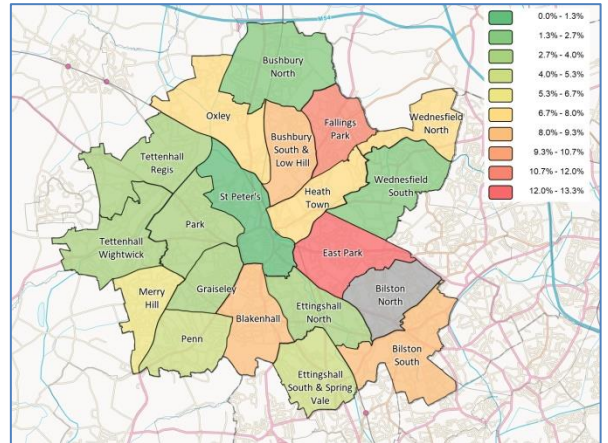 0.0% - 1.3%
1.3% - 2.7%
2.7% - 4.0%
4.0% - 5.3%
5.3% - 6.7%
6.7% - 8.0%
8.0% - 9.3%
9.3% - 10.7%
10.7% - 12.0%
12.0% - 13.3%
Bushbury
North
Oxley
Bushbury
South
& Low Hill
Fallings
Park
Wednesfield
North
Tettenhall
Regis
St Peter's
Heath
Town
Wednesfield
South
Park
Tettenhall
Wightwick
East Park
Merry
Hill
Graiseley
Blakenhall
Ettingshall
North
Bilston
North
Penn
Ettingshall
South & Spring
Vale
Bilston
South